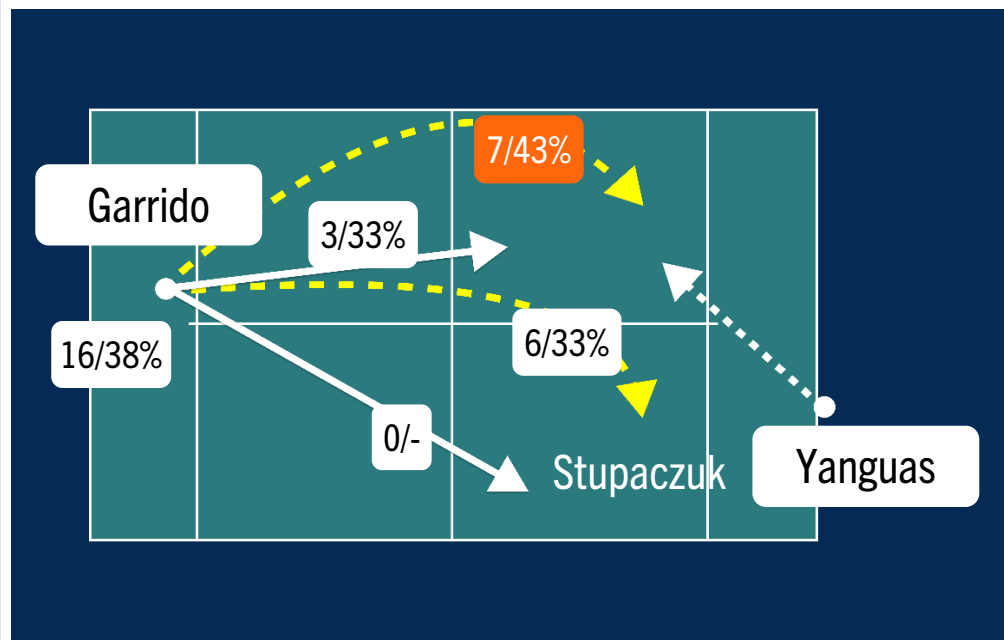 7/43%
Garrido
3/33%
16/38%
6/33%
0/-
Stupaczuk
Yanguas